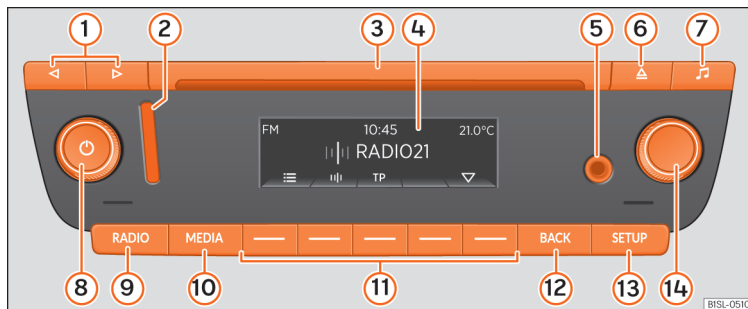 1 2 3 4 5 6 7
FM 10:45 21.0°C
RADIO21
TP
RADIO MEDIA BACK SETUP
8 9 10 11 12 13 14
BISL-0510